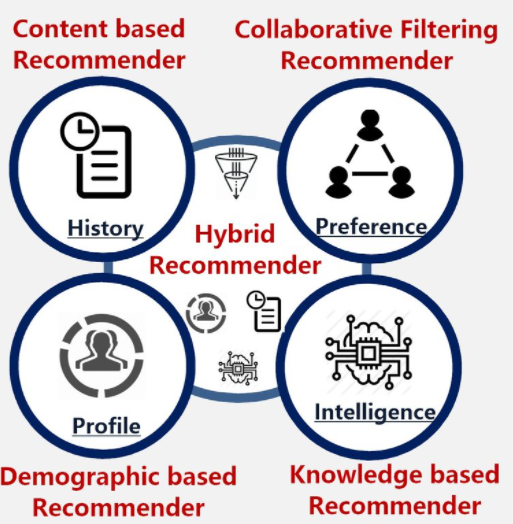 Content based
Recommender
Collaborative Filtering
Recommender
History
Preference
Hybrid
Recommender
Profile
Intelligence
Demographic based
Recommender
Knowledge based
Recommender